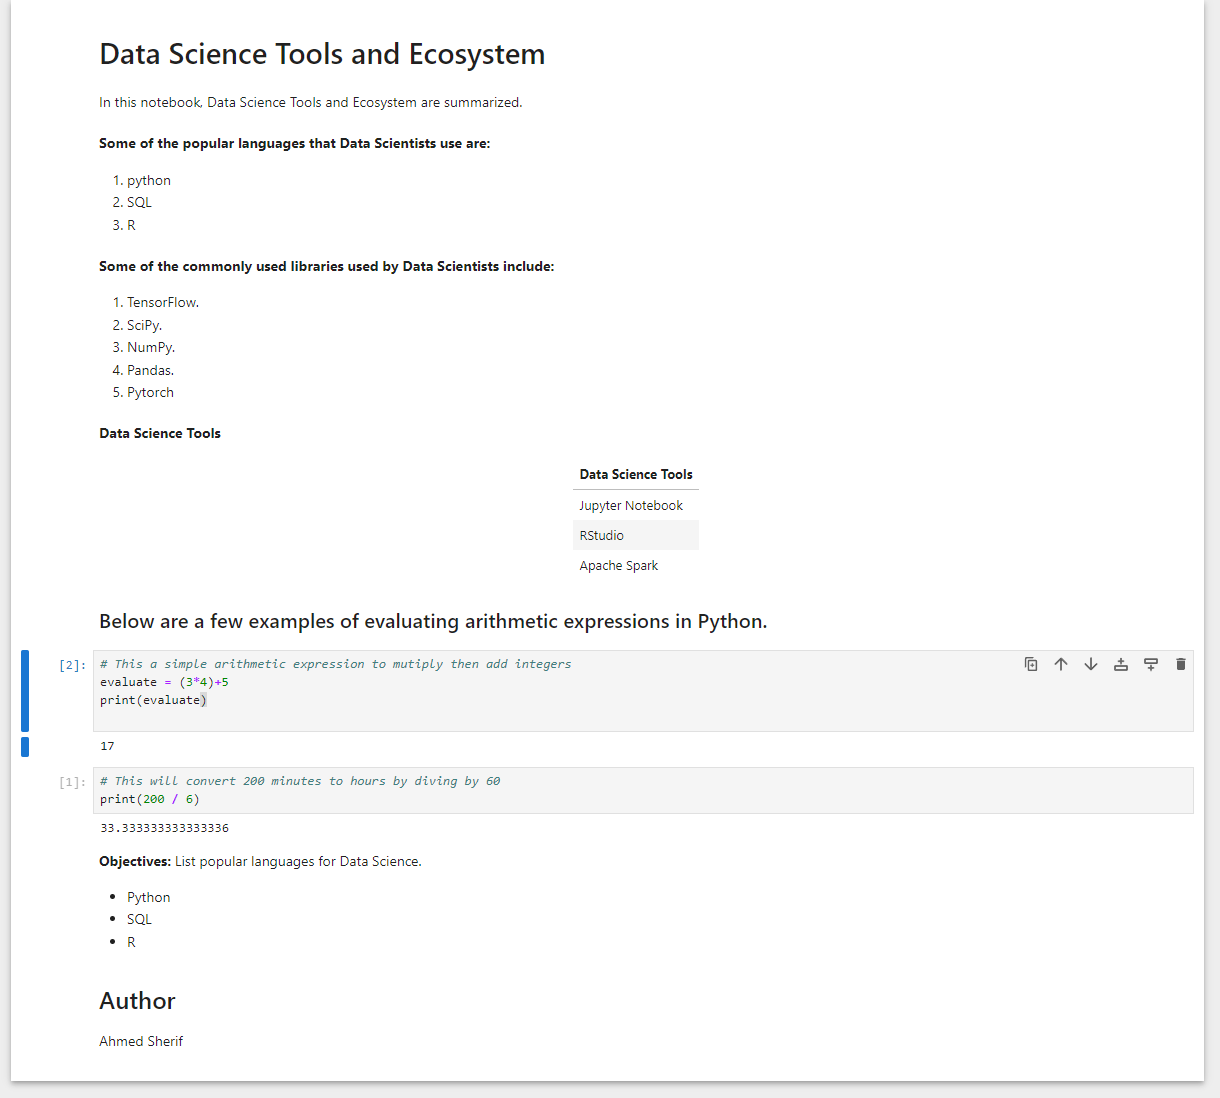 Data Science Tools and Ecosystem
In this notebook, Data Science Tools and Ecosystem are summarized.
Some of the popular languages that Data Scientists use are:
1. python
2. SQL
3. R
Some of the commonly used libraries used by Data Scientists include:
1. TensorFlow.
2. SciPy.
3. NumPy.
4. Pandas.
5. Pytorch
Data Science Tools
Data Science Tools
Jupyter Notebook
RStudio
Apache Spark
Below are a few examples of evaluating arithmetic expressions in Python.
[2]: # This a simple arithmetic expression to mutiply then add integers
evaluate = (3*4)+5
print(evaluate)
17
[1]: # This will convert 200 minutes to hours by diving by 60
print(200 / 6)
33.333333333333336
Objectives: List popular languages for Data Science.
• Python
• SQL
• R
Author
Ahmed Sherif